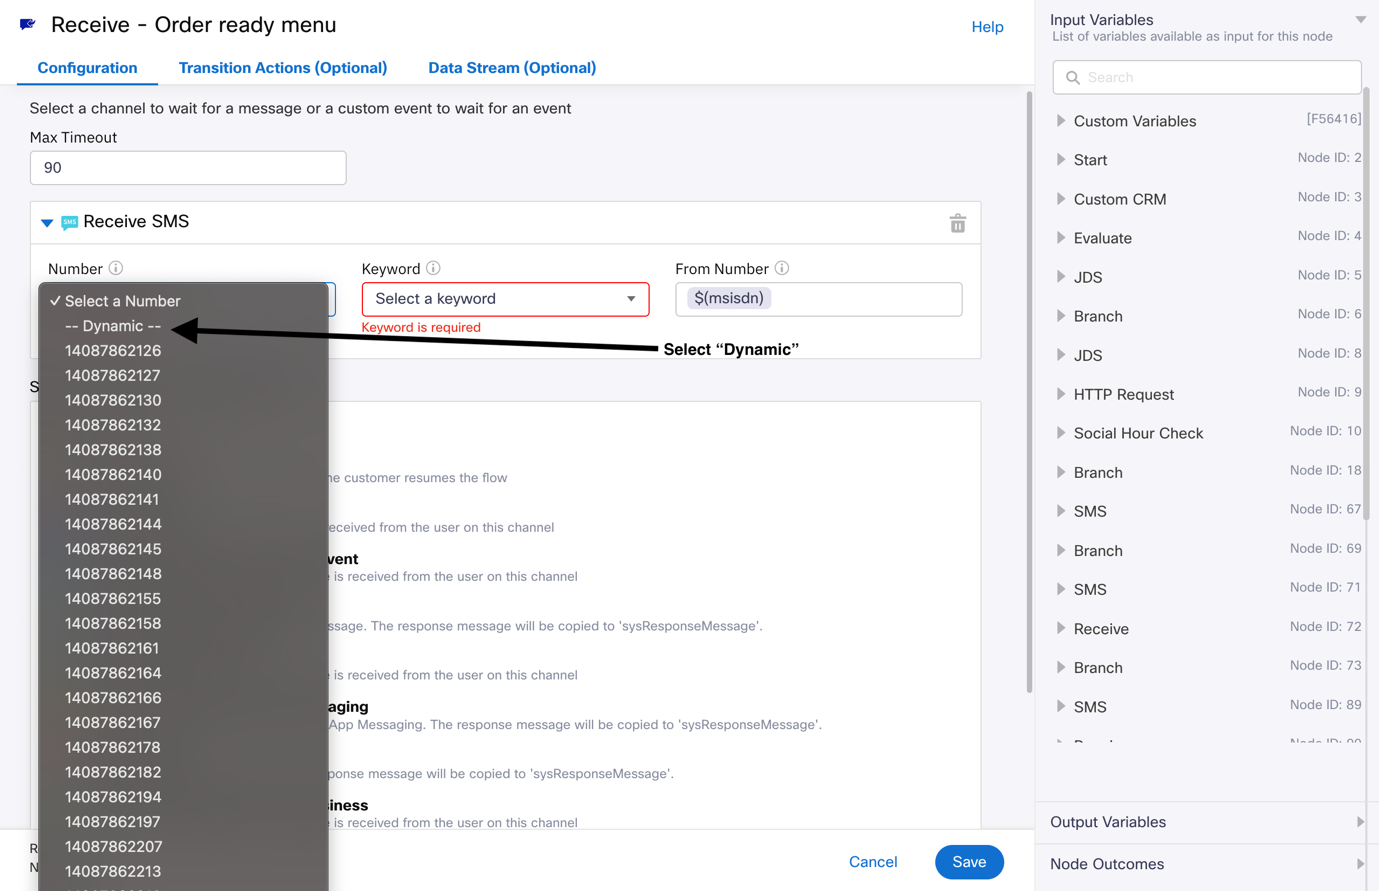 Receive - Order ready menu
Help
Configuration
Transition Actions (Optional)
Data Stream (Optional)
Select a channel to wait for a message or a custom event to wait for an event
Max Timeout
90
SMS
Receive SMS
Number
Keyword
From Number
Select a keyword
$(msisdn)
Keyword is required
Select “Dynamic”
✓ Select a Number
-- Dynamic --
14087862126
14087862127
14087862130
14087862132
14087862138
14087862140
14087862141
14087862144
14087862145
14087862148
14087862155
14087862158
14087862161
14087862164
14087862166
14087862167
14087862178
14087862182
14087862194
14087862197
14087862207
14087862213
S
ne customer resumes the flow
eceived from the user on this channel
vent
is received from the user on this channel
ssage. The response message will be copied to 'sysResponseMessage'.
is received from the user on this channel
aging
App Messaging. The response message will be copied to 'sysResponseMessage'.
ponse message will be copied to 'sysResponseMessage'.
iness
is received from the user on this channel
R
N
Cancel
Save
Input Variables
List of variables available as input for this node
Search
Custom Variables [F56416]
Start Node ID: 2
Custom CRM Node ID: 3
Evaluate Node ID: 4
JDS Node ID: 5
Branch Node ID: 6
JDS Node ID: 8
HTTP Request Node ID: 9
Social Hour Check Node ID: 10
Branch Node ID: 18
SMS Node ID: 67
Branch Node ID: 69
SMS Node ID: 71
Receive Node ID: 72
Branch Node ID: 73
SMS Node ID: 89
Output Variables
Node Outcomes